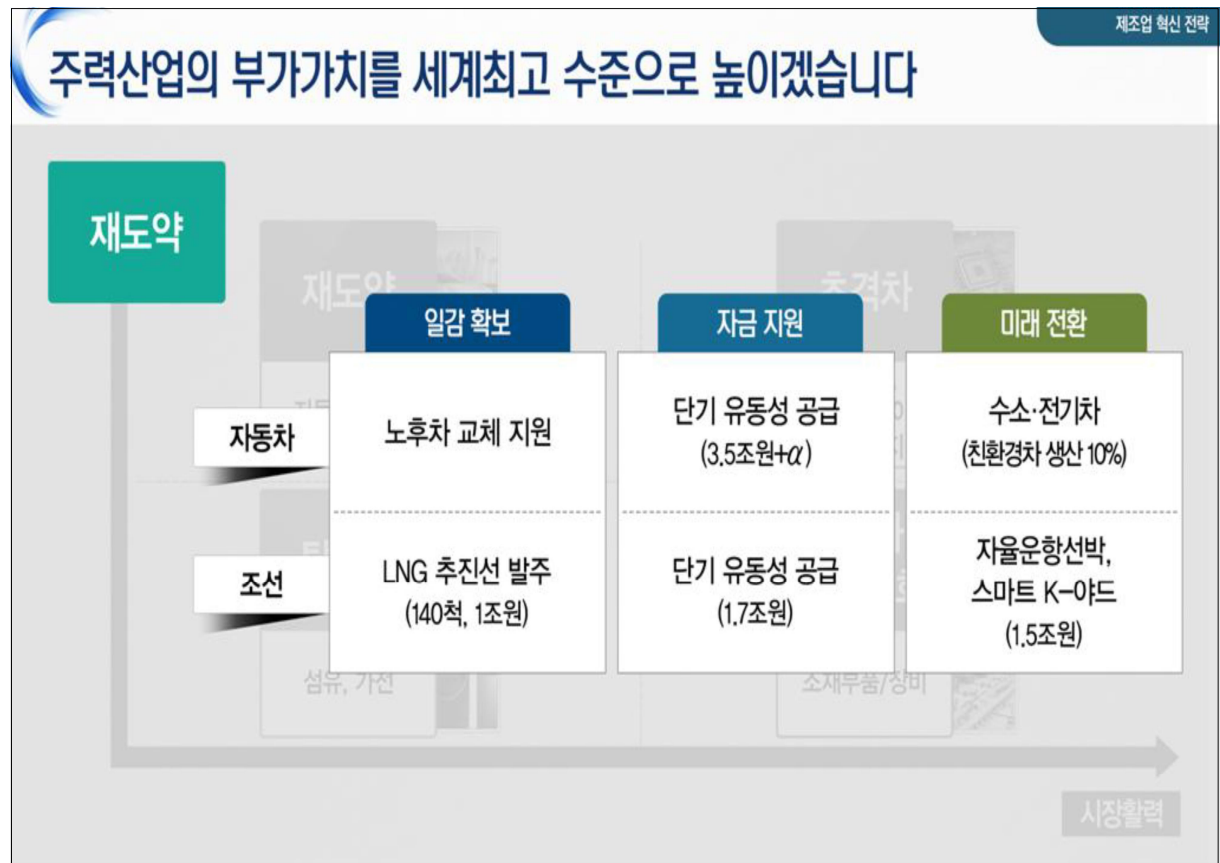 제조업 혁신 전략
주력산업의 부가가치를 세계최고 수준으로 높이겠습니다
재도약
재도약
초격차
일감 확보
자금 지원
미래 전환
자동차
노후차 교체 지원
단기 유동성 공급
(3.5조원+α)
수소·전기차
(친환경차 생산 10%)
조선
LNG 추진선 발주
(140척, 1조원)
단기 유동성 공급
(1.7조원)
자율운항선박,
스마트 K-야드
(1.5조원)
섬유, 가전
소재부품/장비
시장활력